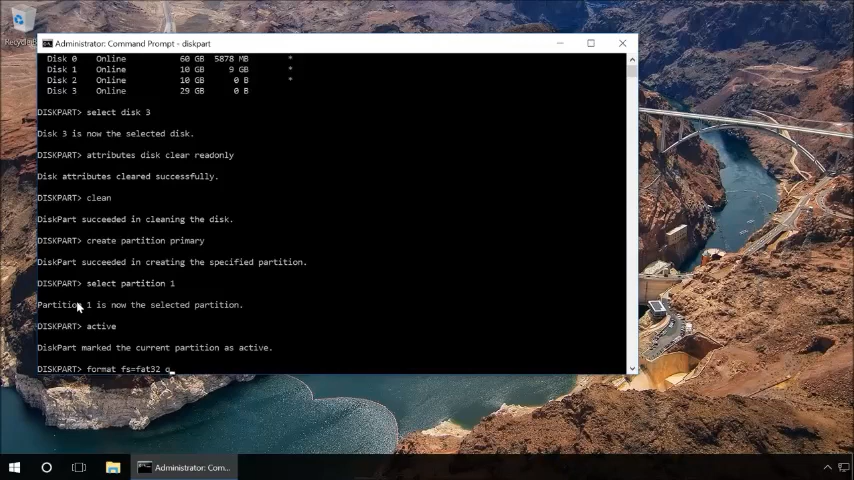 Recycle B
Administrator: Command Prompt - diskpart
Disk 0 Online 60 GB 5878 MB *
Disk 1 Online 10 GB 9 GB *
Disk 2 Online 10 GB 0 B *
Disk 3 Online 29 GB 0 B
DISKPART> select disk 3
Disk 3 is now the selected disk.
DISKPART> attributes disk clear readonly
Disk attributes cleared successfully.
DISKPART> clean
DiskPart succeeded in cleaning the disk.
DISKPART> create partition primary
DiskPart succeeded in creating the specified partition.
DISKPART> select partition 1
Partition 1 is now the selected partition.
DISKPART> active
DiskPart marked the current partition as active.
DISKPART> format fs=fat32 q_
Administrator: Com...